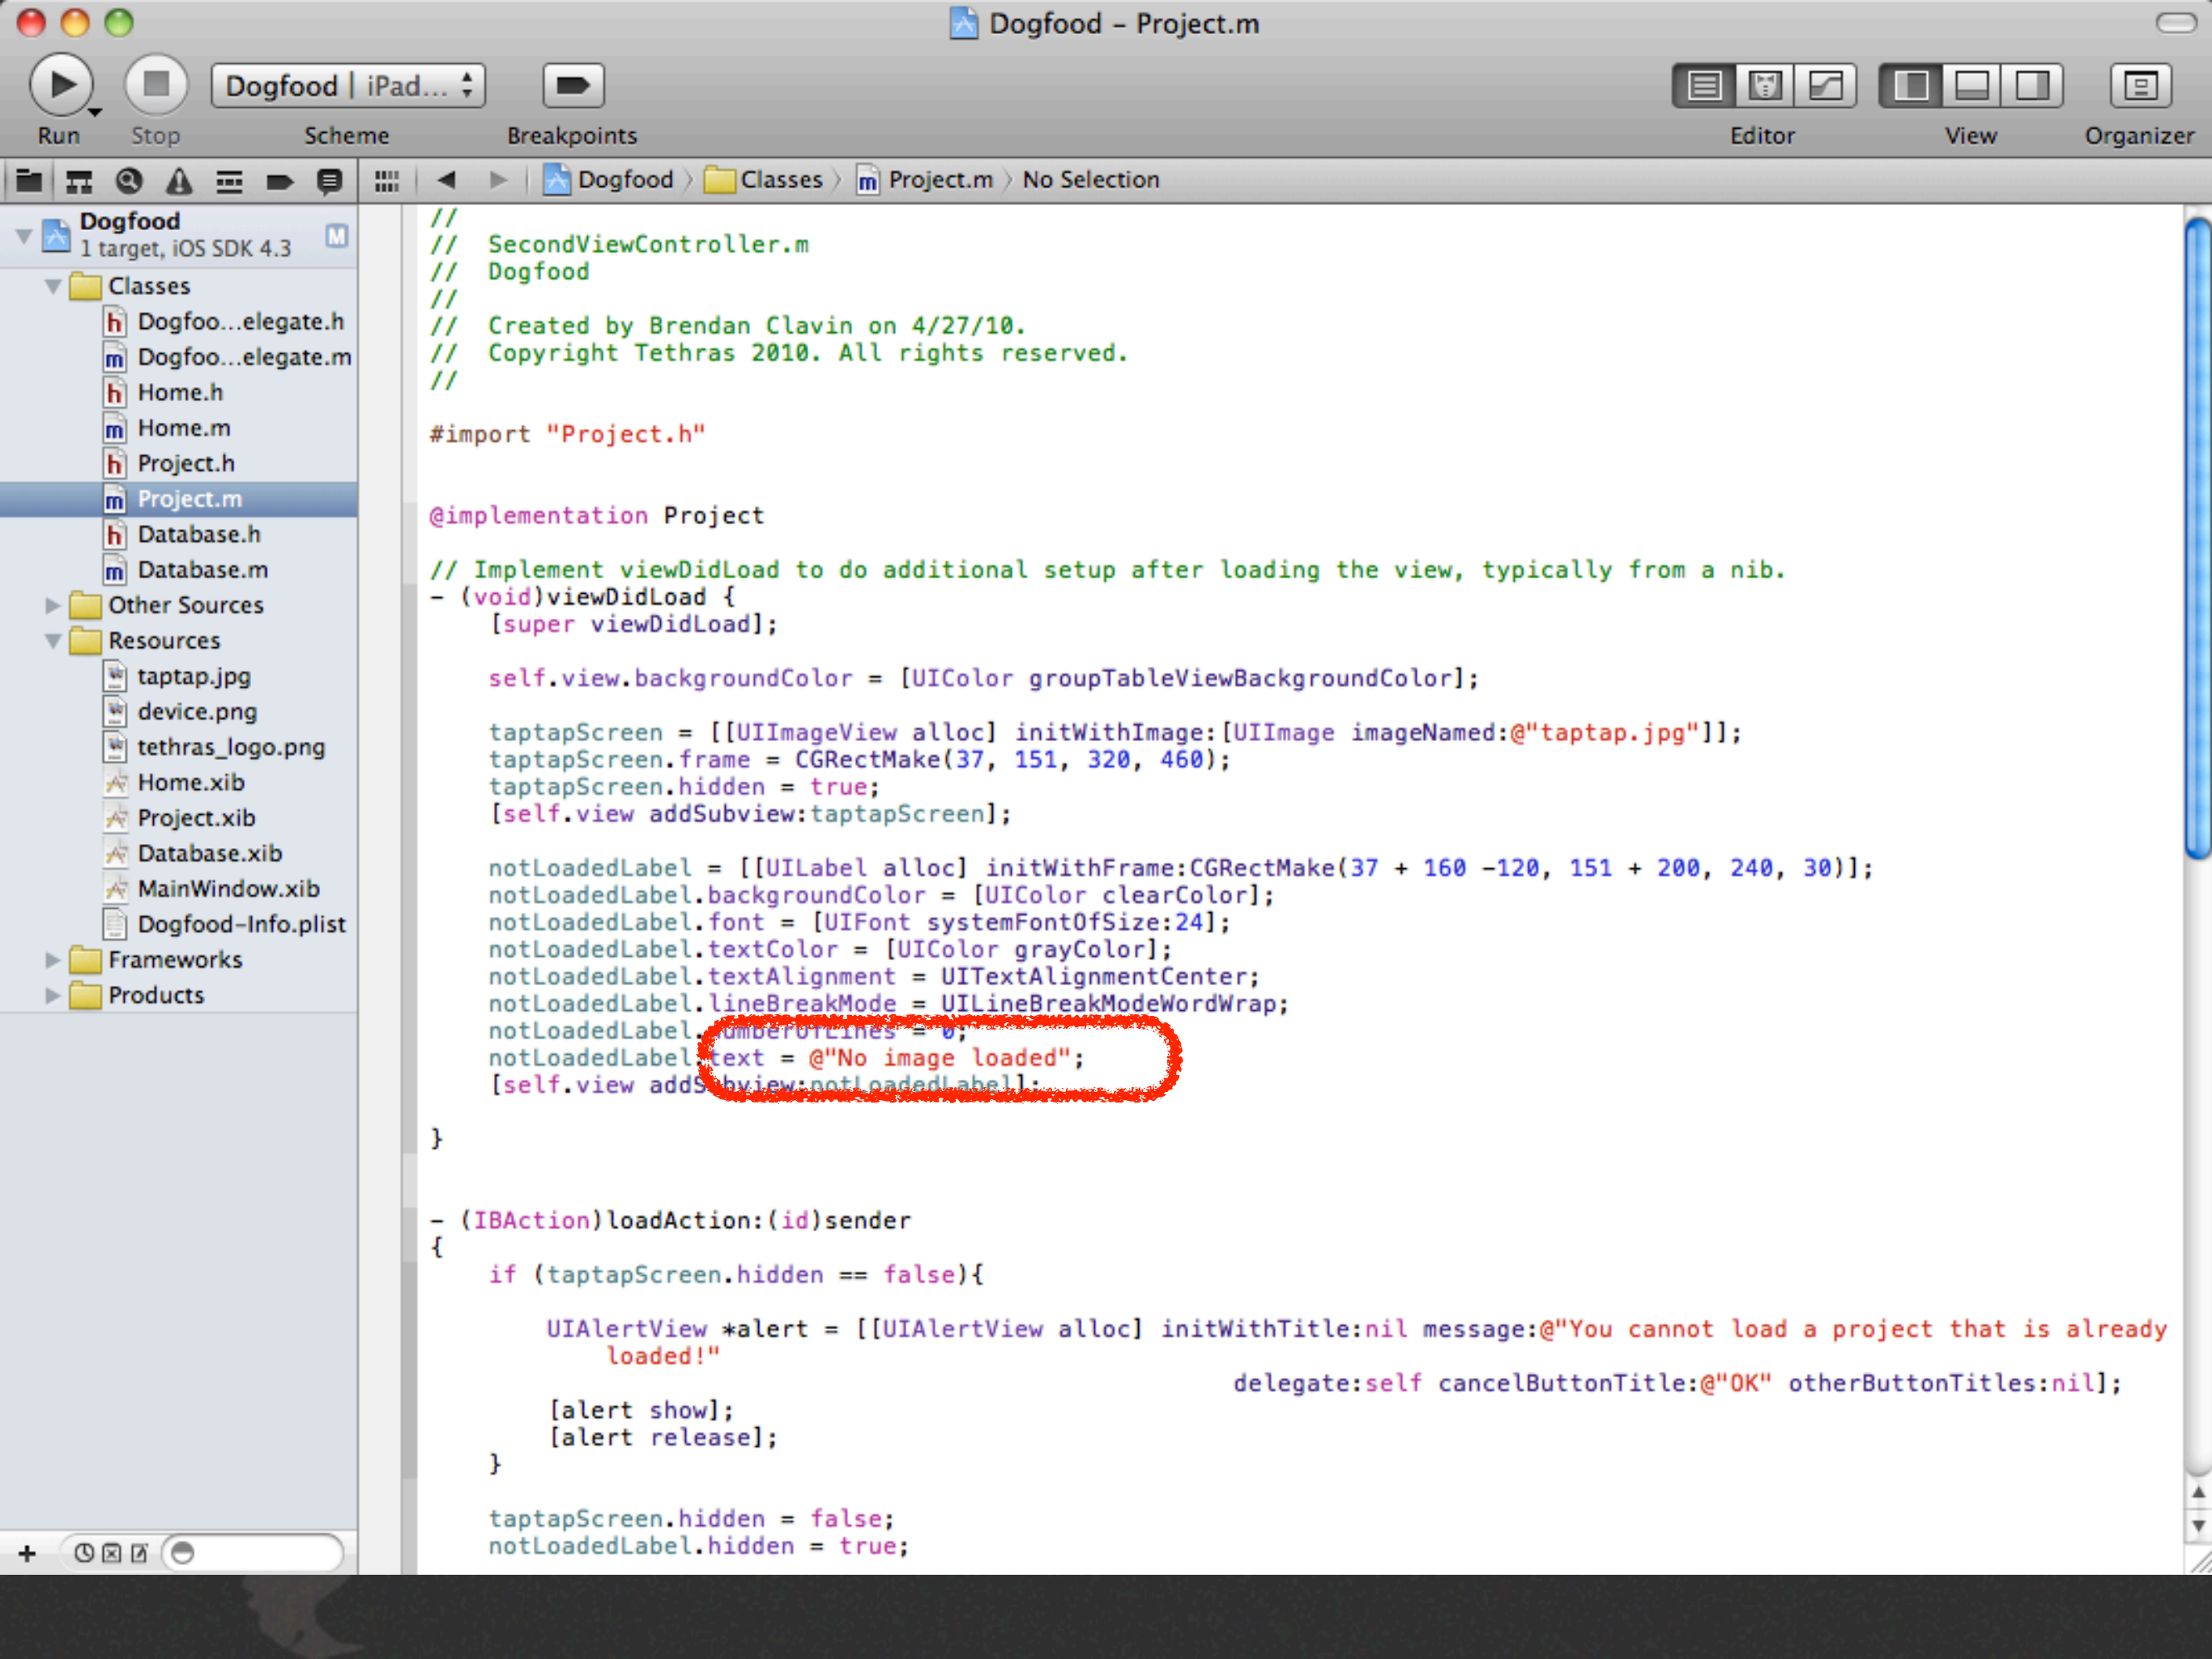 Dogfood – Project.m
Dogfood | iPad...
Run
Stop
Scheme
Breakpoints
Editor
View
Organizer
Dogfood
Classes
Project.m
No Selection
Dogfood
1 target, iOS SDK 4.3
M
Classes
Dogfoo...elegate.h
Dogfoo...elegate.m
Home.h
Home.m
Project.h
Project.m
Database.h
Database.m
Other Sources
Resources
taptap.jpg
device.png
tethras_logo.png
Home.xib
Project.xib
Database.xib
MainWindow.xib
Dogfood-Info.plist
Frameworks
Products
//
//  SecondViewController.m
//  Dogfood
//
//  Created by Brendan Clavin on 4/27/10.
//  Copyright Tethras 2010. All rights reserved.
//
#import "Project.h"
@implementation Project
// Implement viewDidLoad to do additional setup after loading the view, typically from a nib.
- (void)viewDidLoad {
    [super viewDidLoad];
    self.view.backgroundColor = [UIColor groupTableViewBackgroundColor];
    taptapScreen = [[UIImageView alloc] initWithImage:[UIImage imageNamed:@"taptap.jpg"]];
    taptapScreen.frame = CGRectMake(37, 151, 320, 460);
    taptapScreen.hidden = true;
    [self.view addSubview:taptapScreen];
    notLoadedLabel = [[UILabel alloc] initWithFrame:CGRectMake(37 + 160 -120, 151 + 200, 240, 30)];
    notLoadedLabel.backgroundColor = [UIColor clearColor];
    notLoadedLabel.font = [UIFont systemFontOfSize:24];
    notLoadedLabel.textColor = [UIColor grayColor];
    notLoadedLabel.textAlignment = UITextAlignmentCenter;
    notLoadedLabel.lineBreakMode = UILineBreakModeWordWrap;
    notLoadedLabel.numberOfLines = 0;
    notLoadedLabel.text = @"No image loaded";
    [self.view addSubview:notLoadedLabel];
}
- (IBAction)loadAction:(id)sender
{
    if (taptapScreen.hidden == false){
        UIAlertView *alert = [[UIAlertView alloc] initWithTitle:nil message:@"You cannot load a project that is already
            loaded!"
                                                       delegate:self cancelButtonTitle:@"OK" otherButtonTitles:nil];
        [alert show];
        [alert release];
    }
    taptapScreen.hidden = false;
    notLoadedLabel.hidden = true;